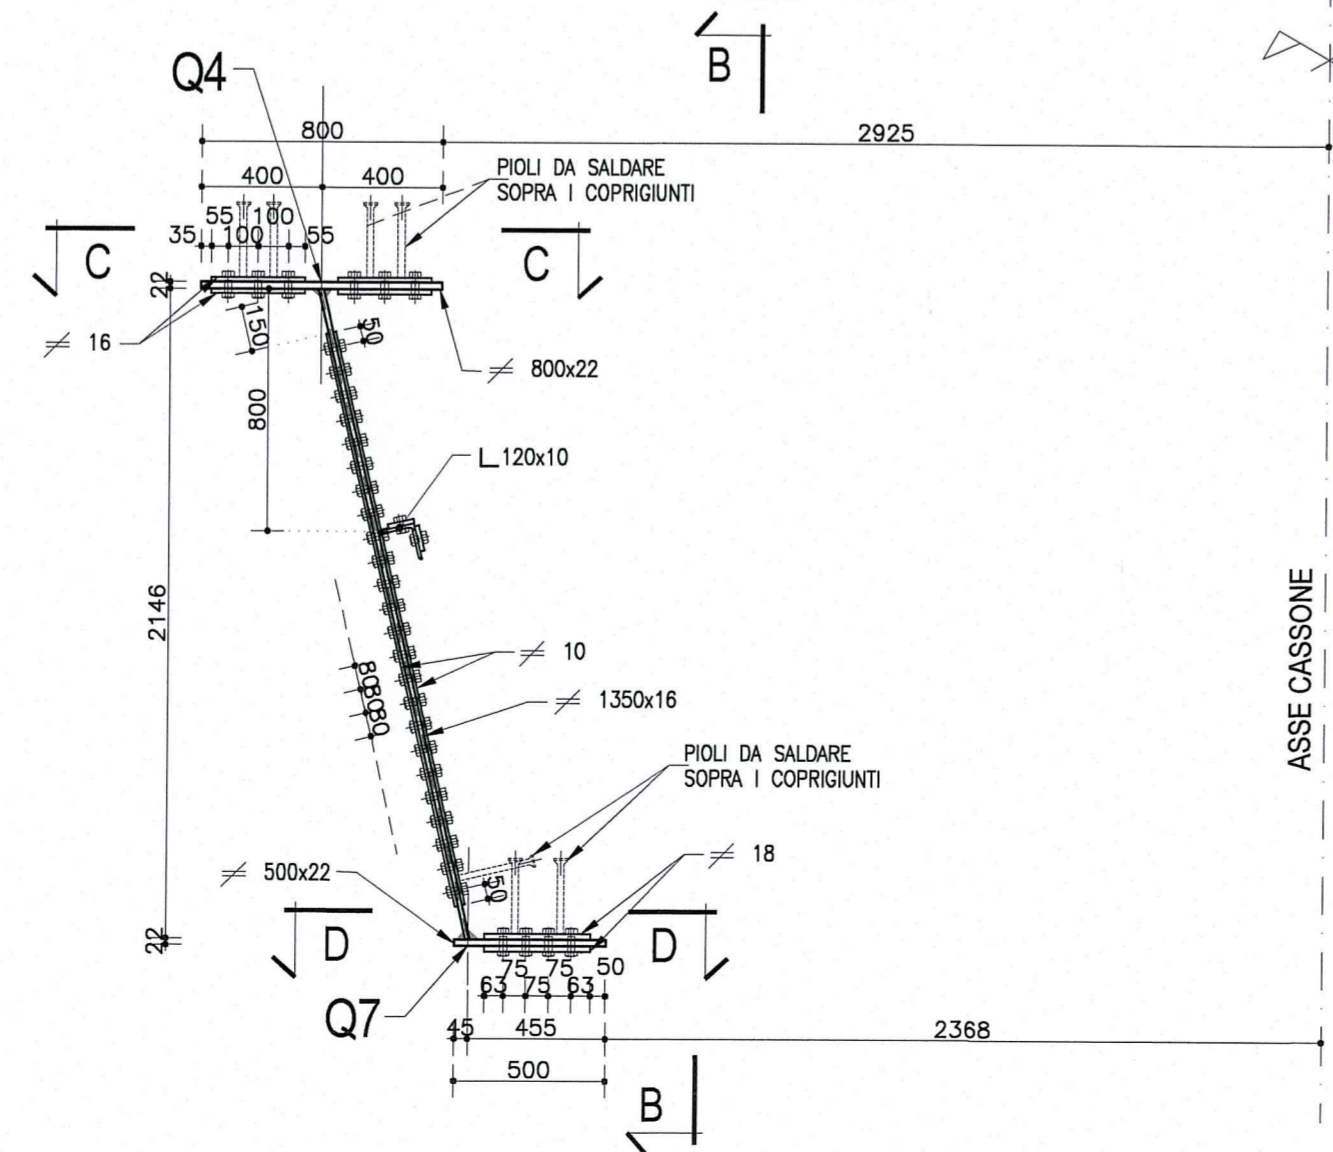 B
Q4
800
2925
PIOLI DA SALDARE
SOPRA I COPRIGIUNTI
400
400
55
100
35
100
55
C
C
22
150
50
16
800x22
800
L 120x10
2146
10
80
80
80
1350x16
ASSE CASSONE
PIOLI DA SALDARE
SOPRA I COPRIGIUNTI
18
500x22
50
D
D
22
75
75
50
63
75
63
Q7
45
455
2368
500
B